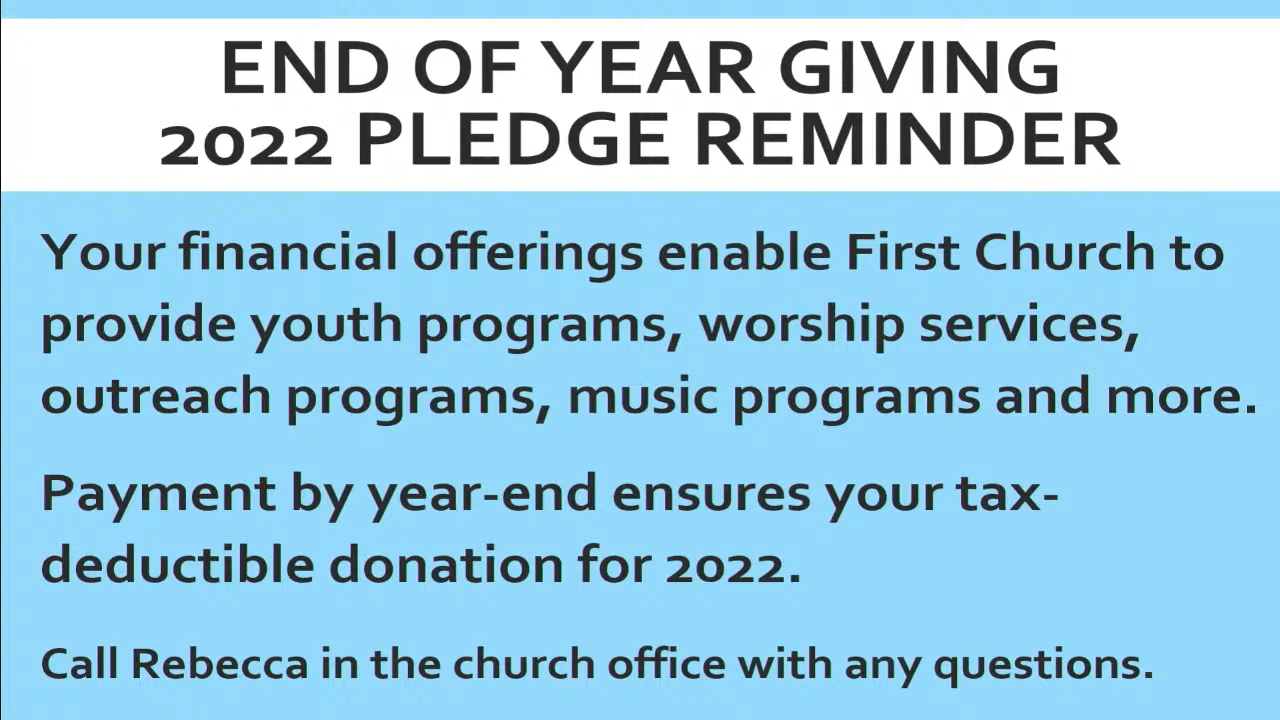 END OF YEAR GIVING
2022 PLEDGE REMINDER
Your financial offerings enable First Church to
provide youth programs, worship services,
outreach programs, music programs and more.
Payment by year-end ensures your tax-
deductible donation for 2022.
Call Rebecca in the church office with any questions.